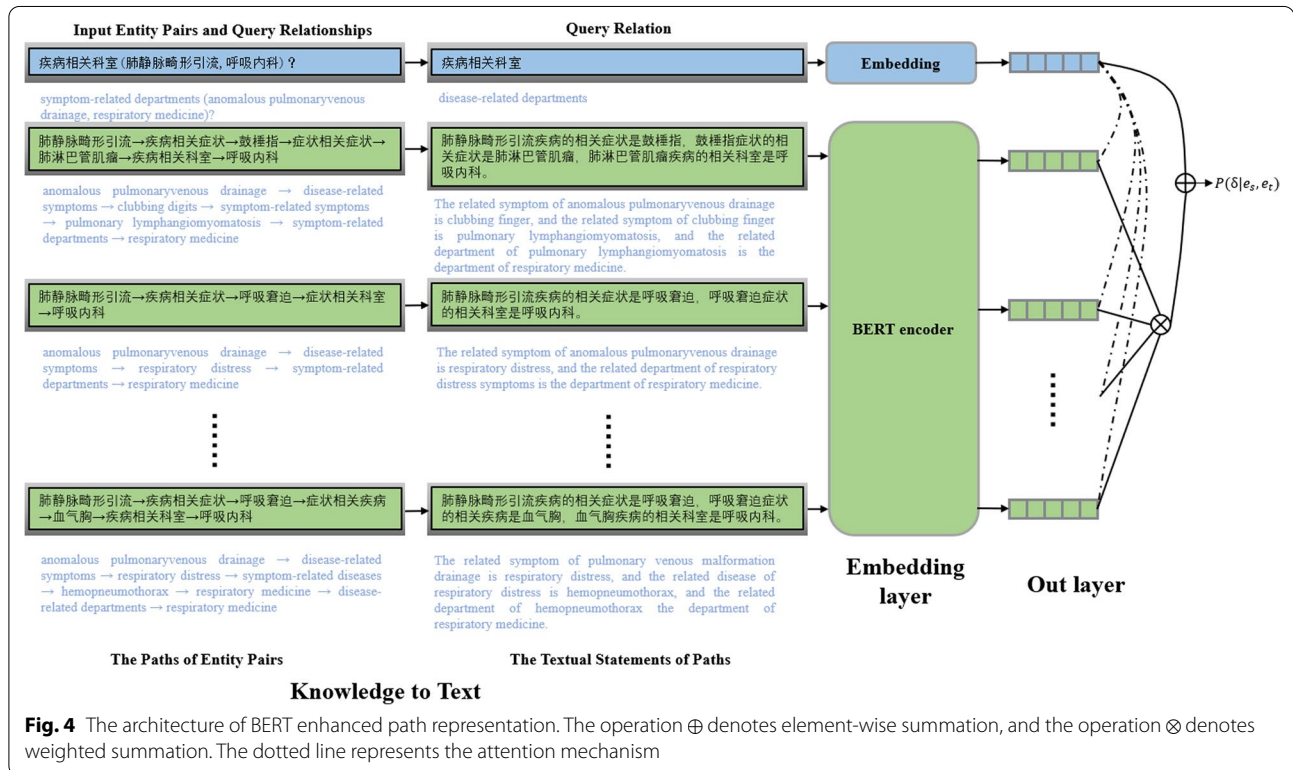 Input Entity Pairs and Query Relationships
Query Relation
疾病相关科室(肺静脉畸形引流,呼吸内科)?
疾病相关科室
Embedding
symptom-related departments (anomalous pulmonaryvenous
drainage, respiratory medicine)?
disease-related departments
肺静脉畸形引流→疾病相关症状→鼓棰指→症状相关症状→
肺淋巴管肌瘤→疾病相关科室→呼吸内科
肺静脉畸形引流疾病的相关症状是鼓棰指，鼓棰指症状的相
关症状是肺淋巴管肌瘤，肺淋巴管肌瘤疾病的相关科室是呼
吸内科。
anomalous pulmonaryvenous drainage → disease-related
symptoms → clubbing digits → symptom-related symptoms
→ pulmonary lymphangiomyomatosis → symptom-related
departments → respiratory medicine
The related symptom of anomalous pulmonaryvenous drainage
is clubbing finger, and the related symptom of clubbing finger
is pulmonary lymphangiomyomatosis, and the related
department of pulmonary lymphangiomyomatosis is the
department of respiratory medicine.
P(δ|e_s, e_t)
肺静脉畸形引流→疾病相关症状→呼吸窘迫→症状相关科室
→呼吸内科
肺静脉畸形引流疾病的相关症状是呼吸窘迫，呼吸窘迫症状
的相关科室是呼吸内科。
BERT encoder
anomalous pulmonaryvenous drainage → disease-related
symptoms → respiratory distress → symptom-related
departments → respiratory medicine
The related symptom of anomalous pulmonaryvenous drainage
is respiratory distress, and the related department of respiratory
distress symptoms is the department of respiratory medicine.
肺静脉畸形引流→疾病相关症状→呼吸窘迫→症状相关疾病
→血气胸→疾病相关科室→呼吸内科
肺静脉畸形引流疾病的相关症状是呼吸窘迫，呼吸窘迫症状
的相关疾病是血气胸，血气胸疾病的相关科室是呼吸内科。
anomalous pulmonaryvenous drainage → disease-related
symptoms → respiratory distress → symptom-related diseases
→ hemopneumothorax → respiratory medicine → disease-
related departments → respiratory medicine
The related symptom of pulmonary venous malformation
drainage is respiratory distress, and the related disease of
respiratory distress is hemopneumothorax, and the related
department of hemopneumothorax the department of
respiratory medicine.
Embedding
layer
Out layer
The Paths of Entity Pairs
The Textual Statements of Paths
Knowledge to Text
Fig. 4 The architecture of BERT enhanced path representation. The operation ⊕ denotes element-wise summation, and the operation ⊗ denotes
weighted summation. The dotted line represents the attention mechanism